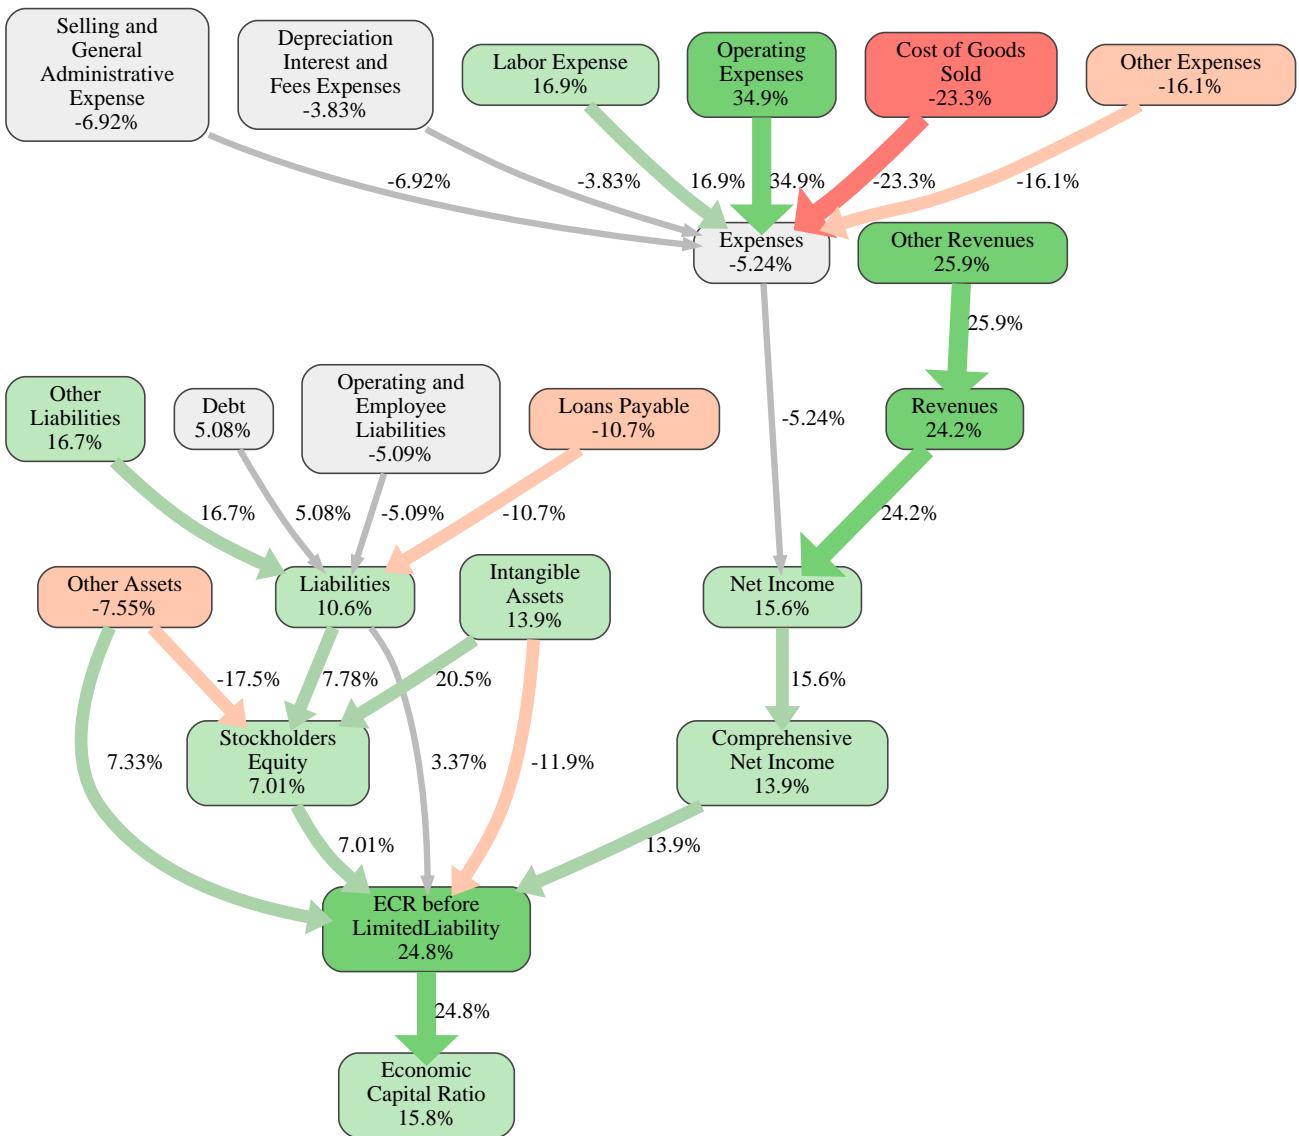 Selling and
General
Administrative
Expense
-6.92%
Depreciation
Interest and
Fees Expenses
-3.83%
Labor Expense
16.9%
Operating
Expenses
34.9%
Cost of Goods
Sold
-23.3%
Other Expenses
-16.1%
-6.92%
-3.83%
16.9%
34.9%
-23.3%
-16.1%
Expenses
-5.24%
Other Revenues
25.9%
25.9%
Other
Liabilities
16.7%
Debt
5.08%
Operating and
Employee
Liabilities
-5.09%
Loans Payable
-10.7%
-5.24%
Revenues
24.2%
16.7%
5.08%
-5.09%
-10.7%
24.2%
Other Assets
-7.55%
Liabilities
10.6%
Intangible
Assets
13.9%
Net Income
15.6%
-17.5%
7.78%
20.5%
15.6%
7.33%
Stockholders
Equity
7.01%
3.37%
-11.9%
Comprehensive
Net Income
13.9%
7.01%
13.9%
ECR before
LimitedLiability
24.8%
24.8%
Economic
Capital Ratio
15.8%